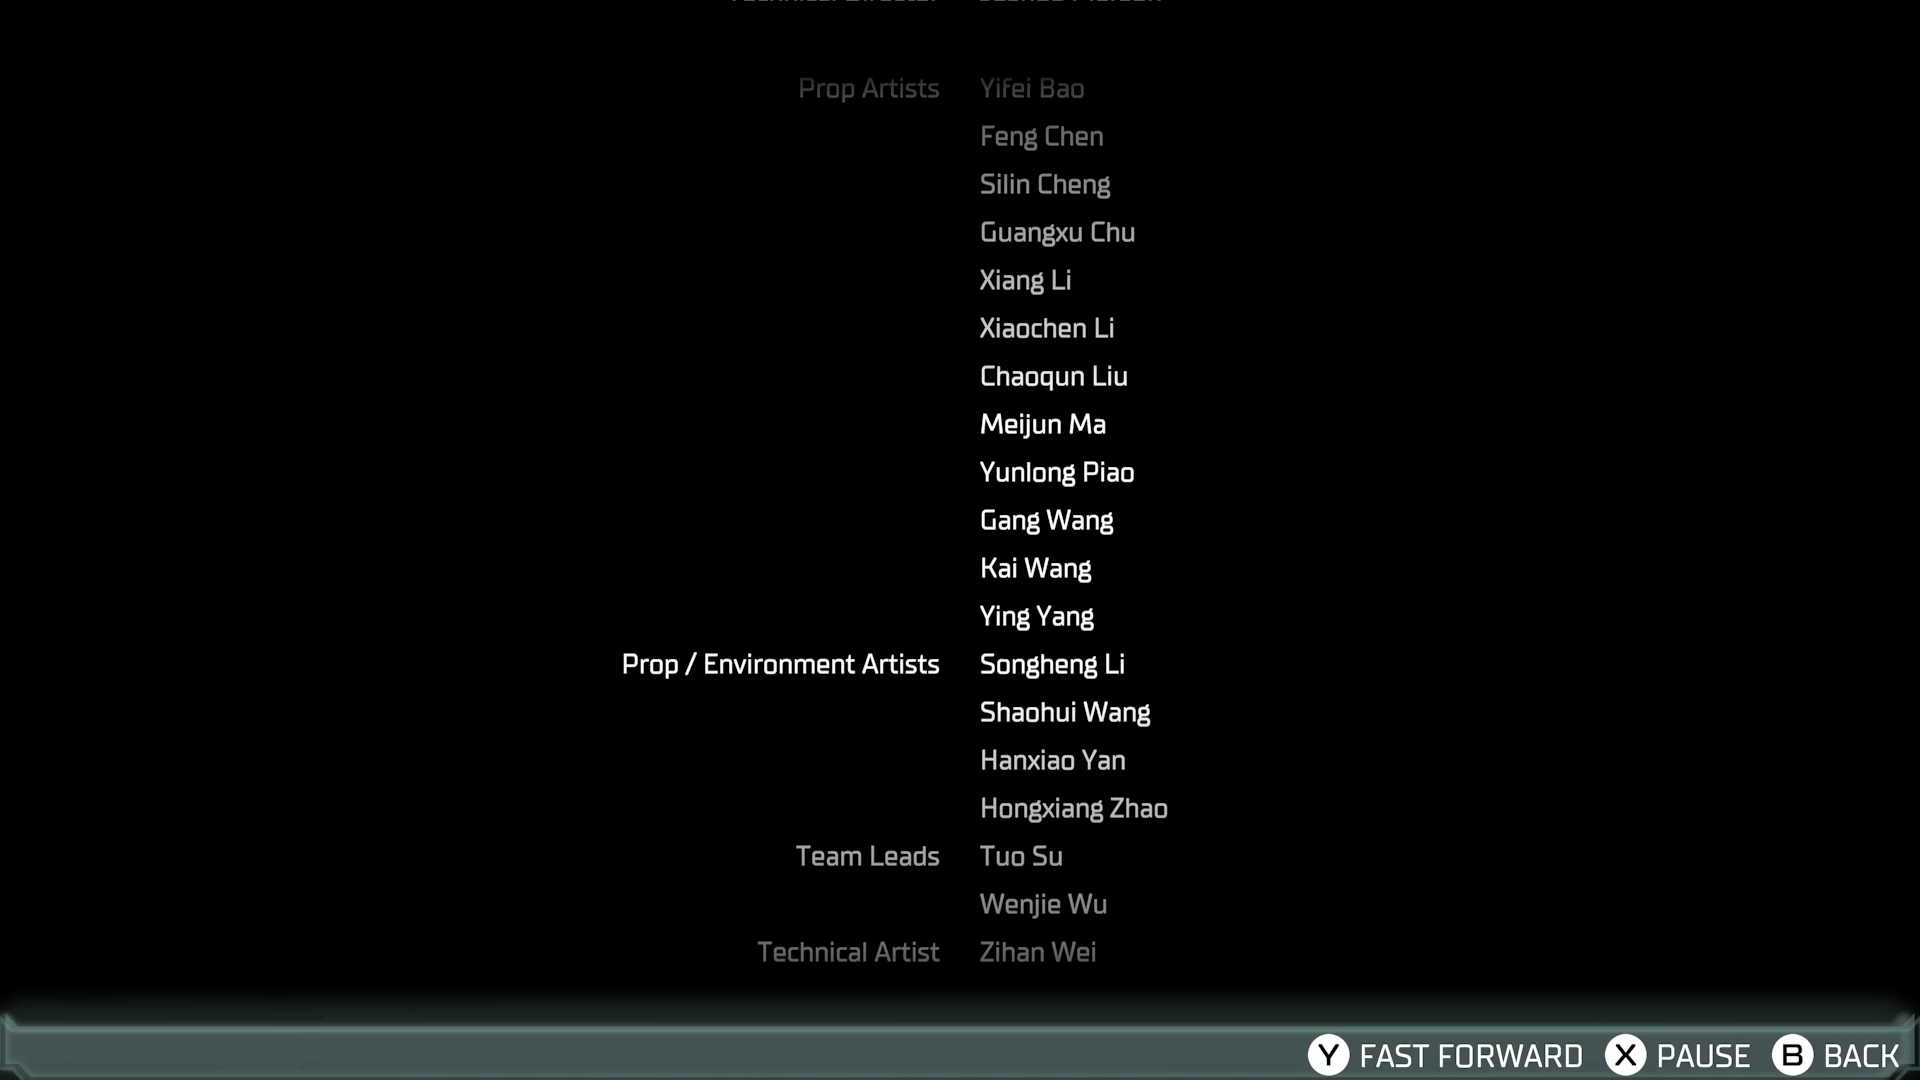 Prop Artists Yifei Bao
Feng Chen
Silin Cheng
Guangxu Chu
Xiang Li
Xiaochen Li
Chaoqun Liu
Meijun Ma
Yunlong Piao
Gang Wang
Kai Wang
Ying Yang
Prop / Environment Artists Songheng Li
Shaohui Wang
Hanxiao Yan
Hongxiang Zhao
Team Leads Tuo Su
Wenjie Wu
Technical Artist Zihan Wei
Y FAST FORWARD X PAUSE B BACK